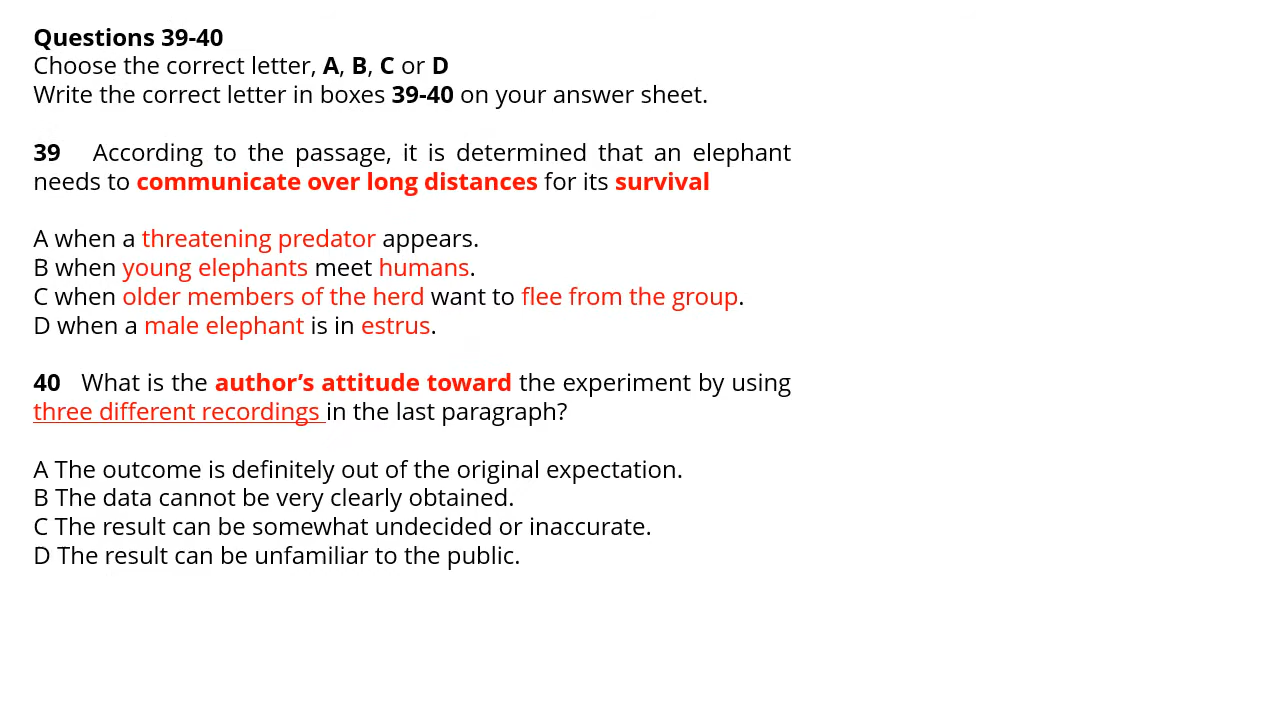 Questions 39-40
Choose the correct letter, A, B, C or D
Write the correct letter in boxes 39-40 on your answer sheet.
39 According to the passage, it is determined that an elephant
needs to communicate over long distances for its survival
A when a threatening predator appears.
B when young elephants meet humans.
C when older members of the herd want to flee from the group.
D when a male elephant is in estrus.
40 What is the author’s attitude toward the experiment by using
three different recordings in the last paragraph?
A The outcome is definitely out of the original expectation.
B The data cannot be very clearly obtained.
C The result can be somewhat undecided or inaccurate.
D The result can be unfamiliar to the public.